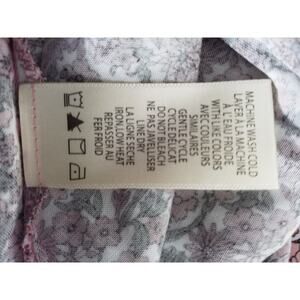 MACHINE WASH COLD
LAVER À LA MACHINE
À L'EAU FROIDE
WITH LIKE COLORS
AVEC COULEURS
SIMILAIRES
GENTLE CYCLE
CYCLE DÉLICAT
DO NOT BLEACH
NE PAS JAVELLISER
LINE DRY
LA LIGNE SÈCHE
IRON LOW HEAT
REPASSER AU
FER FROID